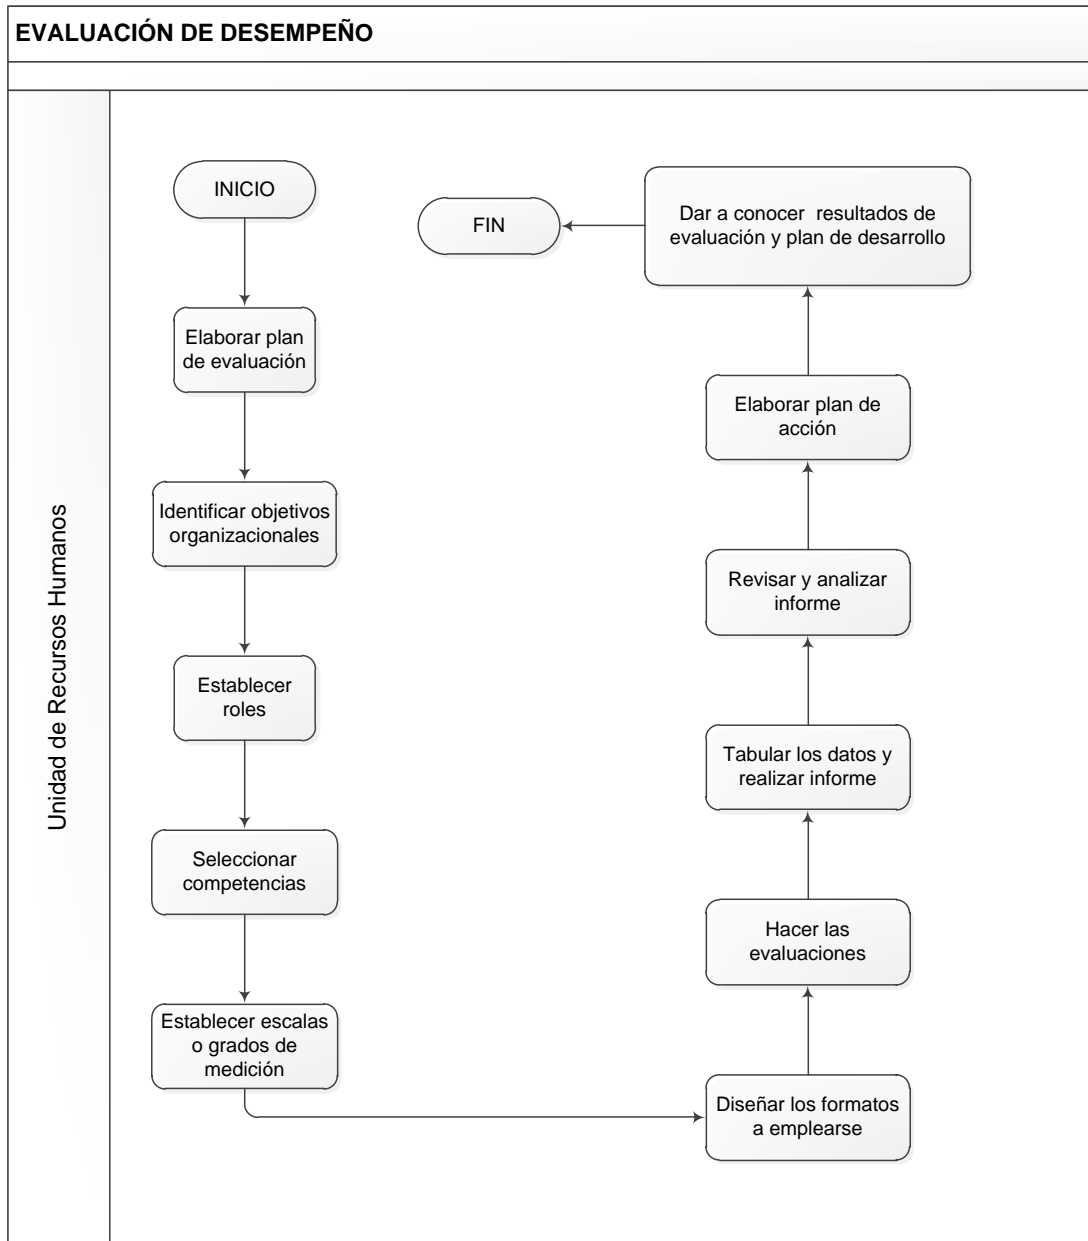 EVALUACIÓN DE DESEMPEÑO
Unidad de Recursos Humanos
INICIO
Elaborar plan
de evaluación
Identificar objetivos
organizacionales
Establecer
roles
Seleccionar
competencias
Establecer escalas
o grados de
medición
Diseñar los formatos
a emplearse
Hacer las
evaluaciones
Tabular los datos y
realizar informe
Revisar y analizar
informe
Elaborar plan de
acción
Dar a conocer resultados de
evaluación y plan de desarrollo
FIN